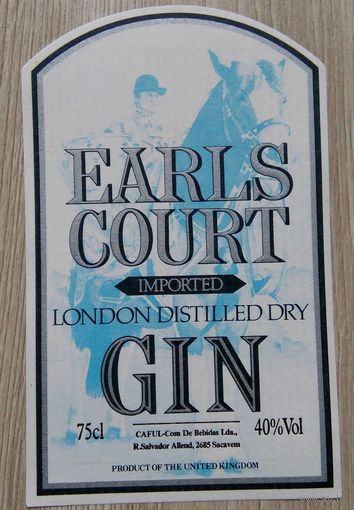 EARLS
COURT
IMPORTED
LONDON DISTILLED DRY
GIN
75cl
CAFUL-Com De Bebidas Lda.,
R.Salvador Allend, 2685 Sacavem
40%Vol
PRODUCT OF THE UNITED KINGDOM